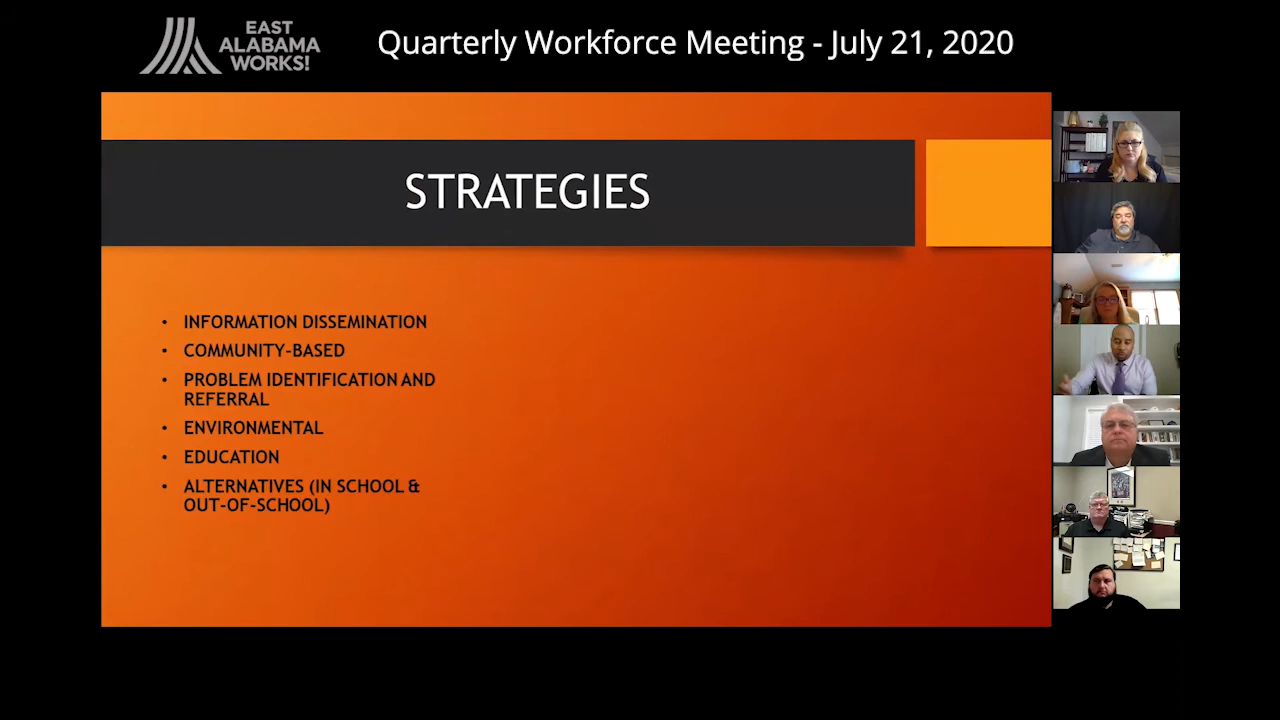 EAST
ALABAMA
WORKS!
Quarterly Workforce Meeting - July 21, 2020
STRATEGIES
• INFORMATION DISSEMINATION
• COMMUNITY-BASED
• PROBLEM IDENTIFICATION AND
REFERRAL
• ENVIRONMENTAL
• EDUCATION
• ALTERNATIVES (IN SCHOOL &
OUT-OF-SCHOOL)